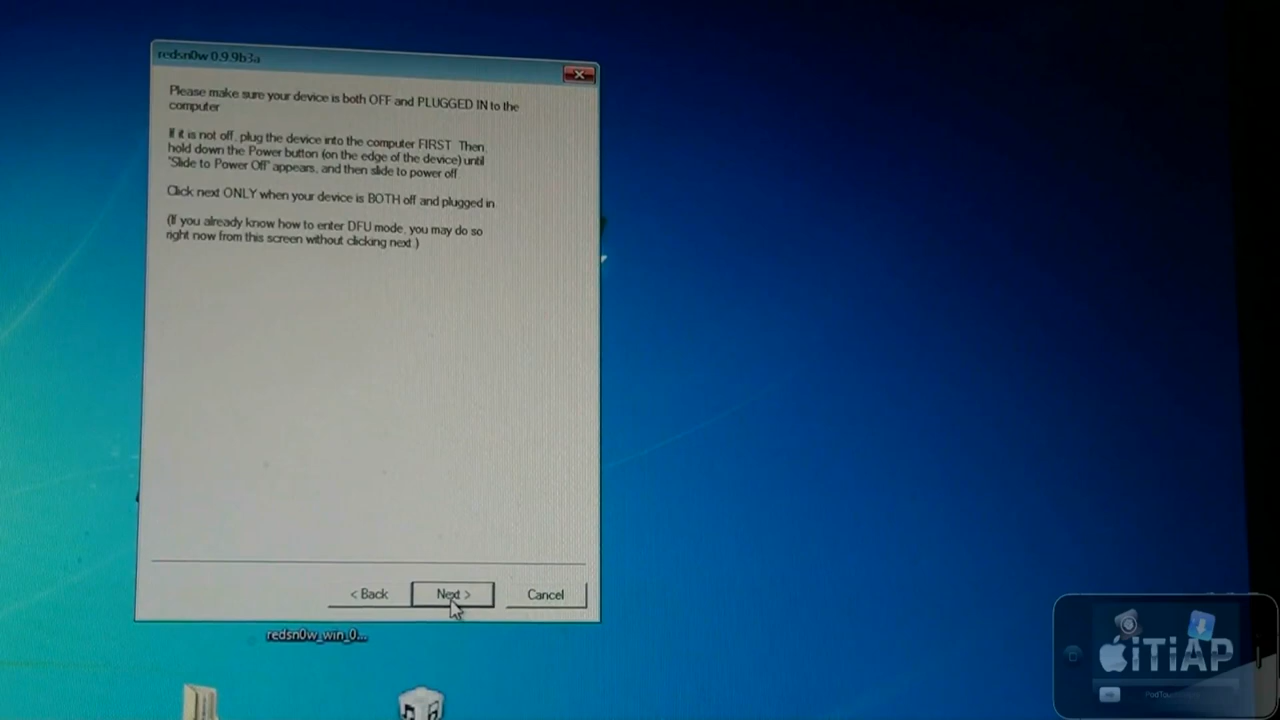 redsn0w 0.9.9b3a
Please make sure your device is both OFF and PLUGGED IN to the
computer
If it is not off, plug the device into the computer FIRST. Then,
hold down the Power button (on the edge of the device) until
"Slide to Power Off" appears, and then slide to power off
Click next ONLY when your device is BOTH off and plugged in.
(If you already know how to enter DFU mode, you may do so
right now from this screen without clicking next.)
< Back
Next >
Cancel
redsn0w_win_0...
iTiAP